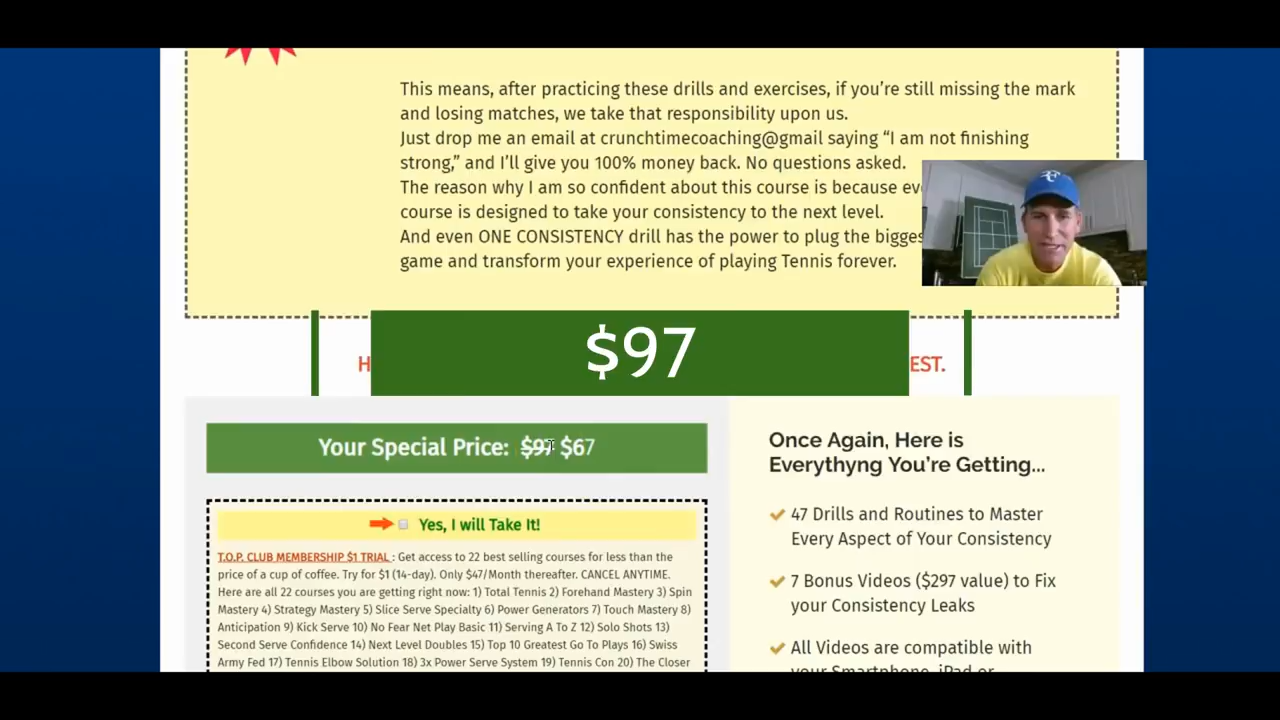 This means, after practicing these drills and exercises, if you’re still missing the mark
and losing matches, we take that responsibility upon us.
Just drop me an email at crunchtimecoaching@gmail saying “I am not finishing
strong,” and I’ll give you 100% money back. No questions asked.
The reason why I am so confident about this course is because
course is designed to take your consistency to the next level.
And even ONE CONSISTENCY drill has the power to plug the
game and transform your experience of playing Tennis forever.
$97
EST.
Your Special Price: $97 $67
Yes, I will Take It!
T.O.P. CLUB MEMBERSHIP $1 TRIAL : Get access to 22 best selling courses for less than the
price of a cup of coffee. Try for $1 (14-day). Only $47/Month thereafter. CANCEL ANYTIME.
Here are all 22 courses you are getting right now: 1) Total Tennis 2) Forehand Mastery 3) Spin
Mastery 4) Strategy Mastery 5) Slice Serve Specialty 6) Power Generators 7) Touch Mastery 8)
Anticipation 9) Kick Serve 10) No Fear Net Play Basic 11) Serving A To Z 12) Solo Shots 13)
Second Serve Confidence 14) Next Level Doubles 15) Top 10 Greatest Go To Plays 16) Swiss
Army Fed 17) Tennis Elbow Solution 18) 3x Power Serve System 19) Tennis Con 20) The Closer
Once Again, Here is
Everythyng You’re Getting...
47 Drills and Routines to Master
Every Aspect of Your Consistency
7 Bonus Videos ($297 value) to Fix
your Consistency Leaks
All Videos are compatible with
your Smartphone, iPad or